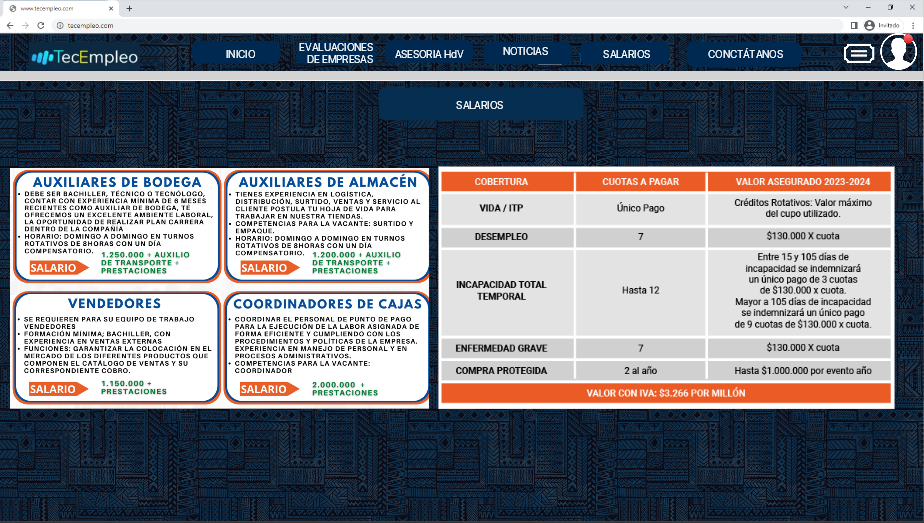 www.tecempleo.com
tecempleo.com
Invitado
TecEmpleo
INICIO
EVALUACIONES
DE EMPRESAS
ASESORIA HdV
NOTICIAS
SALARIOS
CONCTÁTANOS
SALARIOS
AUXILIARES DE BODEGA
DEBE SER BACHILLER, TÉCNICO O TECNÓLOGO,
CONTAR CON EXPERIENCIA MÍNIMA DE 6 MESES
RECIENTES COMO AUXILIAR DE BODEGA, TE
OFRECEMOS UN EXCELENTE AMBIENTE LABORAL,
LA OPORTUNIDAD DE REALIZAR PLAN CARRERA
DENTRO DE LA COMPAÑÍA
HORARIO: DOMINGO A DOMINGO EN TURNOS
ROTATIVOS DE 8HORAS CON UN DÍA
COMPENSATORIO.
SALARIO
1.250.000 + AUXILIO
DE TRANSPORTE +
PRESTACIONES
AUXILIARES DE ALMACÉN
TIENES EXPERIENCIA EN LOGÍSTICA,
DISTRIBUCIÓN, SURTIDO, VENTAS Y SERVICIO AL
CLIENTE POSTULA TU HOJA DE VIDA PARA
TRABAJAR EN NUESTRA TIENDAS.
COMPETENCIAS PARA LA VACANTE: SURTIDO Y
EMPAQUE.
HORARIO: DOMINGO A DOMINGO EN TURNOS
ROTATIVOS DE 8HORAS CON UN DÍA
COMPENSATORIO.
SALARIO
1.200.000 + AUXILIO
DE TRANSPORTE +
PRESTACIONES
VENDEDORES
SE REQUIEREN PARA SU EQUIPO DE TRABAJO
VENDEDORES
FORMACIÓN MÍNIMA; BACHILLER, CON
EXPERIENCIA EN VENTAS EXTERNAS
FUNCIONES: GARANTIZAR LA COLOCACIÓN EN EL
MERCADO DE LOS DIFERENTES PRODUCTOS QUE
COMPONEN EL CATÁLOGO DE VENTAS Y SU
CORRESPONDIENTE COBRO.
SALARIO
1.150.000 +
PRESTACIONES
COORDINADORES DE CAJAS
COORDINAR EL PERSONAL DE PUNTO DE PAGO
PARA LA EJECUCIÓN DE LA LABOR ASIGNADA DE
FORMA EFICIENTE Y CUMPLIENDO CON LOS
PROCEDIMIENTOS Y POLÍTICAS DE LA EMPRESA.
EXPERIENCIA EN MANEJO DE PERSONAL Y EN
PROCESOS ADMINISTRATIVOS.
COMPETENCIAS PARA LA VACANTE:
COORDINADOR
SALARIO
2.000.000 +
PRESTACIONES
COBERTURA CUOTAS A PAGAR VALOR ASEGURADO 2023-2024
VIDA / ITP Único Pago Créditos Rotativos: Valor máximo
del cupo utilizado.
DESEMPLEO 7 $130.000 X cuota
INCAPACIDAD TOTAL
TEMPORAL
Hasta 12
Entre 15 y 105 días de
incapacidad se indemnizará
un único pago de 3 cuotas
de $130.000 x cuota.
Mayor a 105 días de incapacidad
se indemnizará un único pago
de 9 cuotas de $130.000 x cuota.
ENFERMEDAD GRAVE 7 $130.000 X cuota
COMPRA PROTEGIDA 2 al año Hasta $1.000.000 por evento año
VALOR CON IVA: $3.266 POR MILLÓN